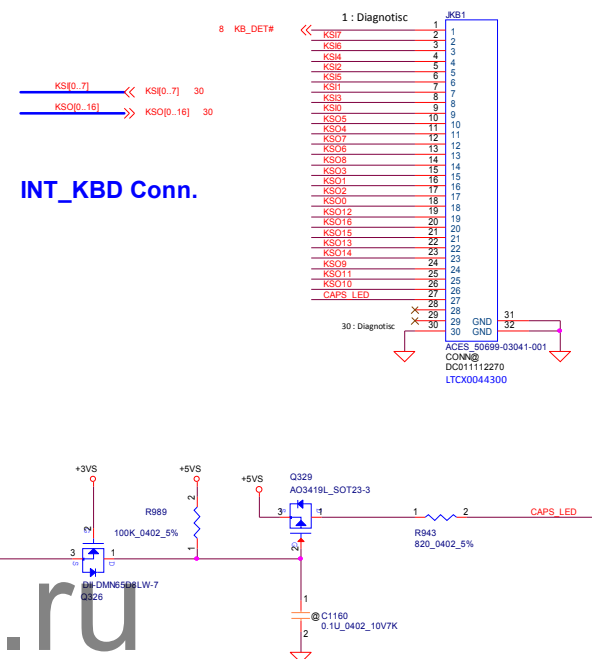 1 : Diagnotisc
JKB1
8 KB_DET#
1 1
KSI7 2 2
KSI6 3 3
KSI4 4 4
KSI2 5 5
KSI5 6 6
KSI1 7 7
KSI3 8 8
KSI0 9 9
KSO5 10 10
KSO4 11 11
KSO7 12 12
KSO6 13 13
KSO8 14 14
KSO3 15 15
KSO1 16 16
KSO2 17 17
KSO0 18 18
KSO12 19 19
KSO16 20 20
KSO15 21 21
KSO13 22 22
KSO14 23 23
KSO9 24 24
KSO11 25 25
KSO10 26 26
CAPS_LED 27 27
28 28
29 29 GND 31
30 : Diagnotisc 30 30 GND 32
ACES_50699-03041-001
CONN@
DC011112270
LTCX0044300
KSI[0..7] KSI[0..7] 30
KSO[0..16] KSO[0..16] 30
INT_KBD Conn.
+3VS
+5VS
+5VS
Q329
AO3419L_SOT23-3
R989
100K_0402_5%
2
1
2
3 1
S D
DII-DMN65D8LW-7
Q326
3 1
2
1 2
R943
820_0402_5%
CAPS_LED
1
@ C1160
0.1U_0402_10V7K
2
.ru